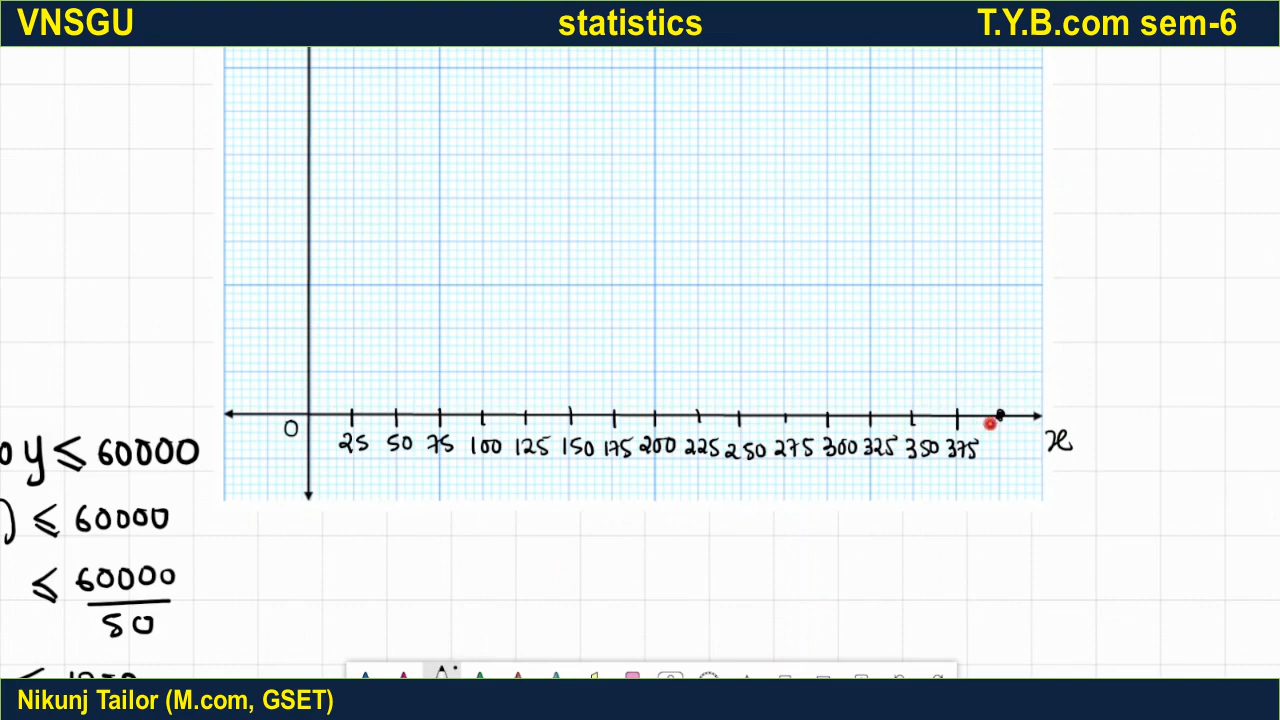 VNSGU statistics T.Y.B.com sem-6
0
25 50 75 100 125 150 175 200 225 250 275 300 325 350 375
x
0 y ≤ 60000
) ≤ 60000
≤ 60000
50
Nikunj Tailor (M.com, GSET)